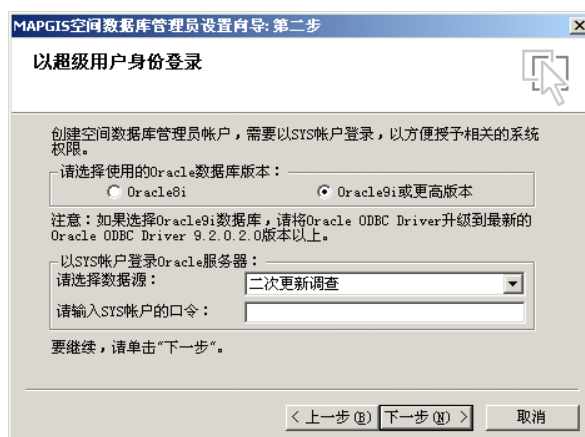 MAPGIS空间数据库管理员设置向导:第二步
以超级用户身份登录
创建空间数据库管理员帐户，需要以SYS帐户登录，以方便授予相关的系统
权限。
请选择使用的Oracle数据库版本：
Oracle8i Oracle9i或更高版本
注意：如果选择Oracle9i数据库，请将Oracle ODBC Driver升级到最新的
Oracle ODBC Driver 9.2.0.2.0版本以上。
以SYS帐户登录Oracle服务器：
请选择数据源： 二次更新调查
请输入SYS帐户的口令：
要继续，请单击"下一步"。
< 上一步(B) 下一步(N) > 取消